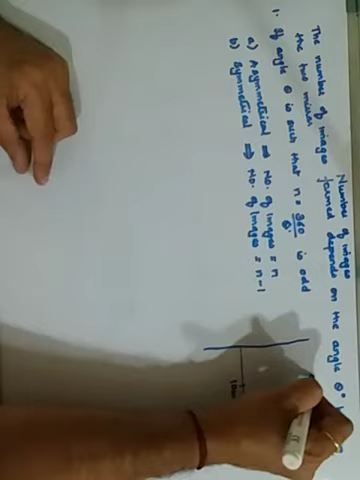 Number of images
The number of images formed depends on the angle θ°
the two mirrors
1. If angle θ is such that n = 360/θ° is odd
a) Asymmetrical ⇒ No. of Images = n
b) Symmetrical ⇒ No. of Images = n-1